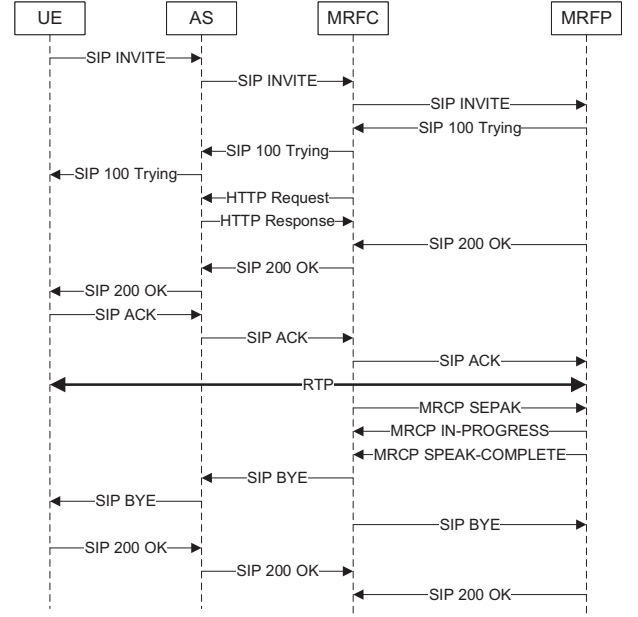 UE AS MRFC MRFP
SIP INVITE
SIP INVITE
SIP INVITE
SIP 100 Trying
SIP 100 Trying
SIP 100 Trying
HTTP Request
HTTP Response
SIP 200 OK
SIP 200 OK
SIP 200 OK
SIP ACK
SIP ACK
SIP ACK
RTP
MRCP SEPAK
MRCP IN-PROGRESS
MRCP SPEAK-COMPLETE
SIP BYE
SIP BYE
SIP BYE
SIP 200 OK
SIP 200 OK
SIP 200 OK